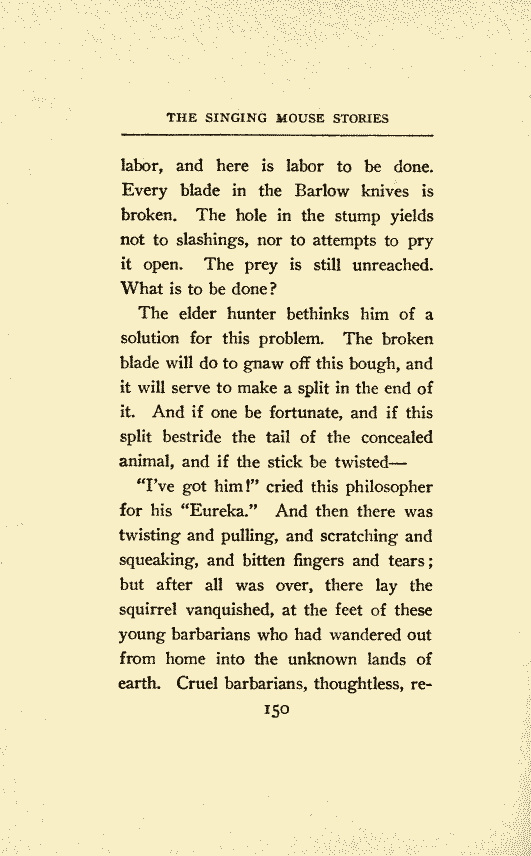 THE SINGING MOUSE STORIES
labor, and here is labor to be done.
Every blade in the Barlow knives is
broken. The hole in the stump yields
not to slashings, nor to attempts to pry
it open. The prey is still unreached.
What is to be done?
The elder hunter bethinks him of a
solution for this problem. The broken
blade will do to gnaw off this bough, and
it will serve to make a split in the end of
it. And if one be fortunate, and if this
split bestride the tail of the concealed
animal, and if the stick be twisted—
“I’ve got him!” cried this philosopher
for his “Eureka.” And then there was
twisting and pulling, and scratching and
squeaking, and bitten fingers and tears;
but after all was over, there lay the
squirrel vanquished, at the feet of these
young barbarians who had wandered out
from home into the unknown lands of
earth. Cruel barbarians, thoughtless, re-
150